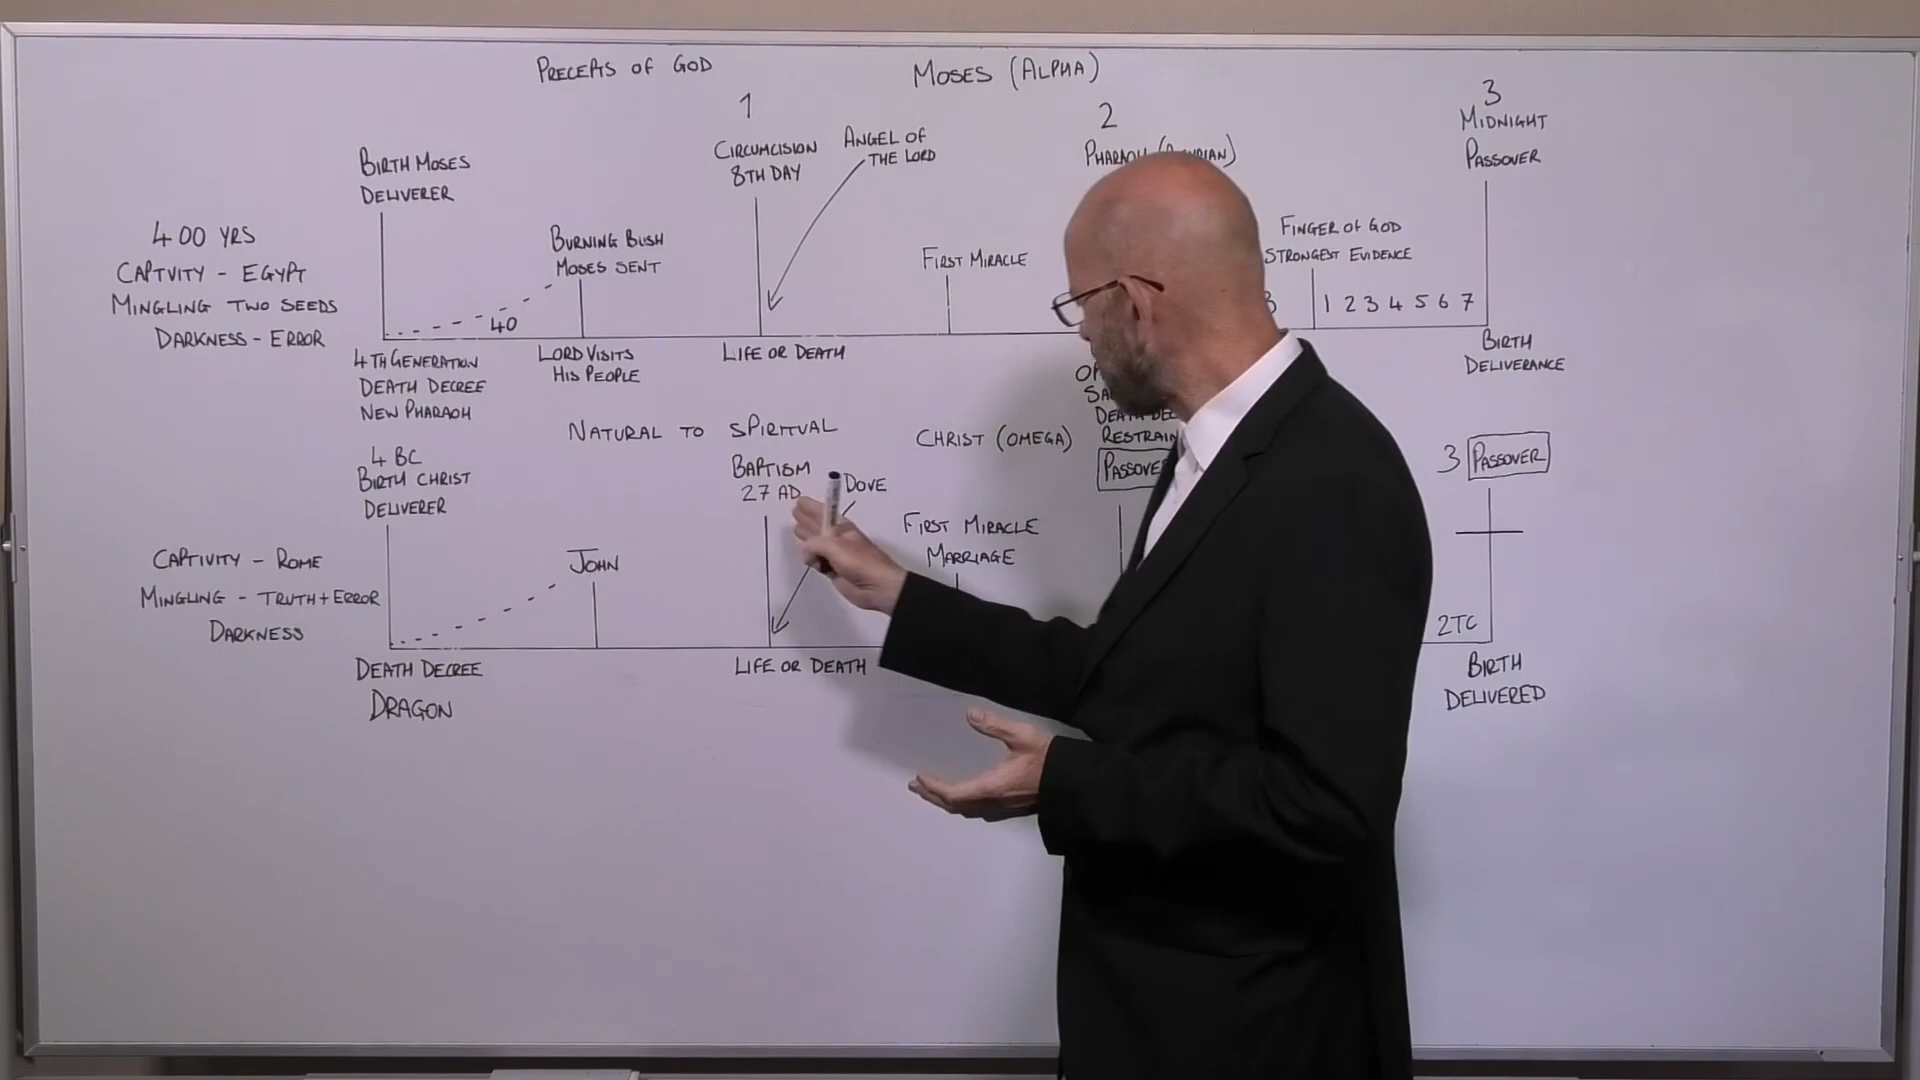 PRECEPTS OF GOD
MOSES (ALPHA)
1
CIRCUMCISION
8TH DAY
ANGEL OF
THE LORD
2
PHARAOH
3
MIDNIGHT
PASSOVER
BIRTH MOSES
DELIVERER
400 YRS
CAPTVITY - EGYPT
MINGLING TWO SEEDS
DARKNESS - ERROR
BURNING BUSH
MOSES SENT
40
FIRST MIRACLE
FINGER OF GOD
STRONGEST EVIDENCE
1 2 3 4 5 6 7
4TH GENERATION
DEATH DECREE
NEW PHARAOH
LORD VISITS
HIS PEOPLE
LIFE OR DEATH
BIRTH
DELIVERANCE
DEATH
RESTRAIN
PASSOVER
NATURAL TO SPIRITUAL
CHRIST (OMEGA)
4 BC
BIRTH CHRIST
DELIVERER
BAPTISM
27 AD
DOVE
FIRST MIRACLE
MARRIAGE
3 PASSOVER
CAPTIVITY - ROME
MINGLING - TRUTH + ERROR
DARKNESS
JOHN
2TC
DEATH DECREE
DRAGON
LIFE OR DEATH
BIRTH
DELIVERED